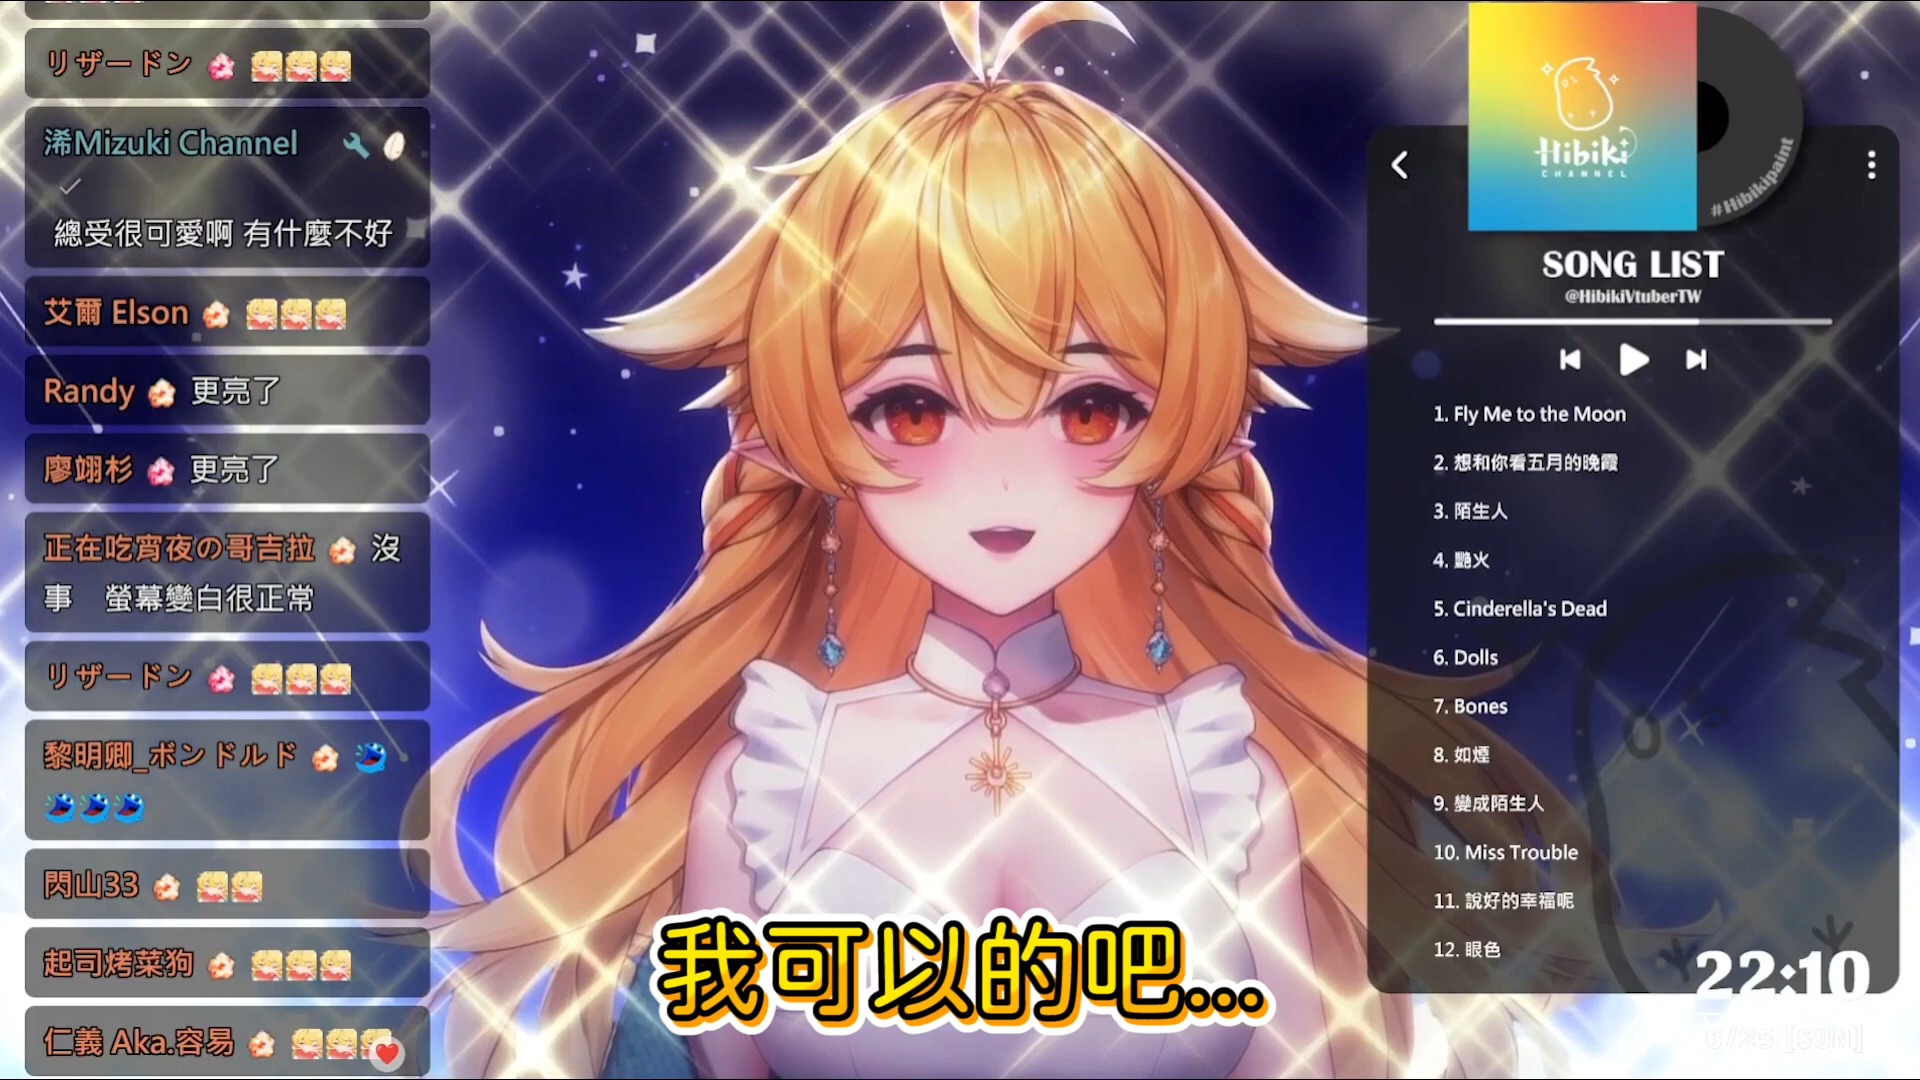 リザードン
浠Mizuki Channel
總受很可愛啊 有什麼不好
艾爾 Elson
Randy 更亮了
廖翊杉 更亮了
正在吃宵夜の哥吉拉 沒
事 螢幕變白很正常
リザードン
黎明卿_ボンドルド
閃山33
起司烤菜狗
仁義 Aka.容易
我可以的吧...
Hibiki
CHANNEL
#Hibikipaint
SONG LIST
@HibikiVtuberTW
1. Fly Me to the Moon
2. 想和你看五月的晚霞
3. 陌生人
4. 艷火
5. Cinderella's Dead
6. Dolls
7. Bones
8. 如煙
9. 變成陌生人
10. Miss Trouble
11. 說好的幸福呢
12. 眼色
22:10
6/25 [SUN]